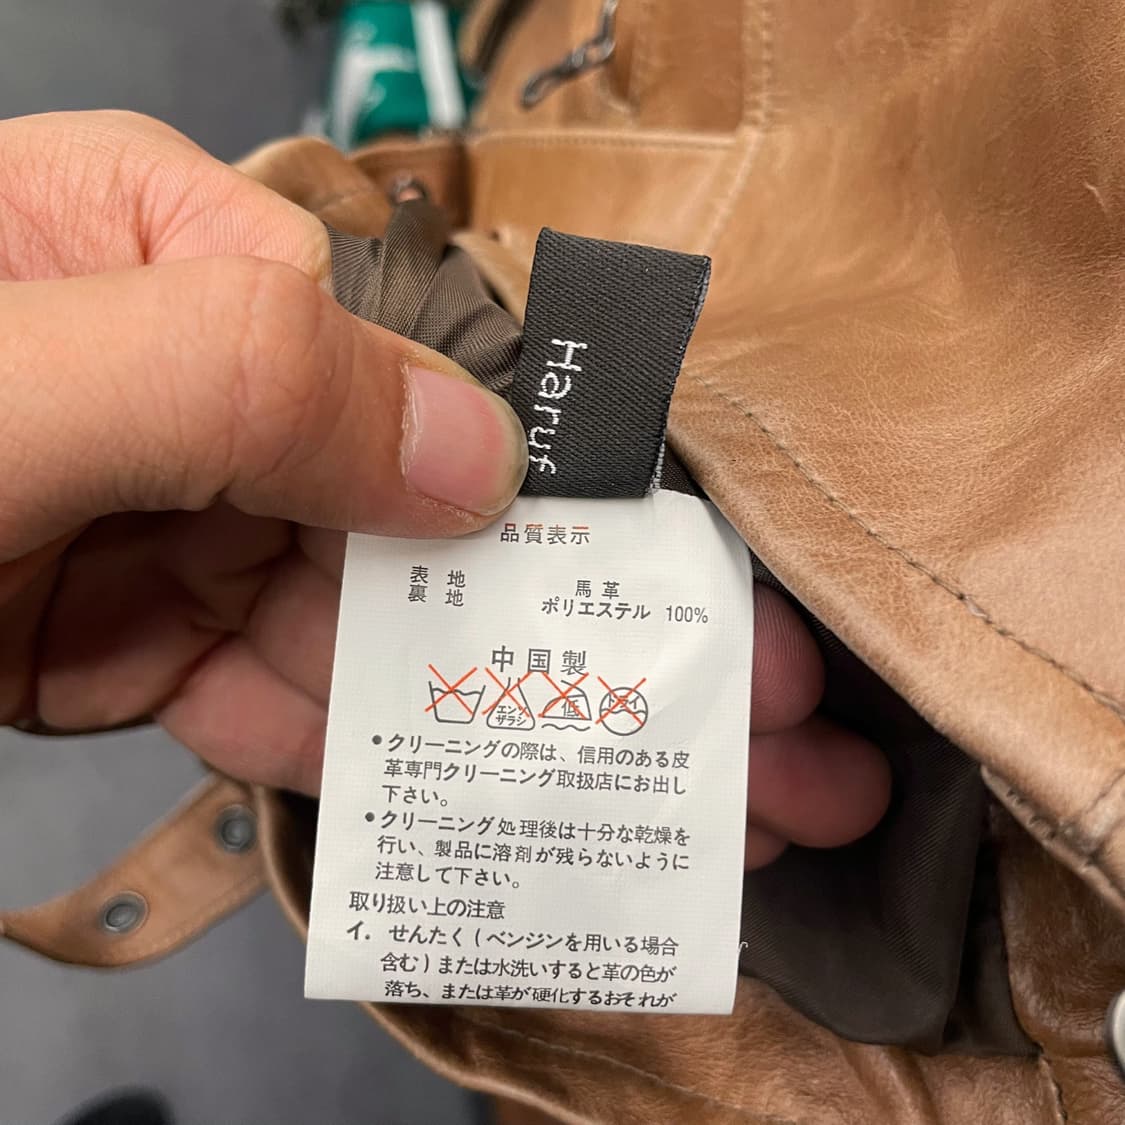 Haruf
品質表示
表地 馬革
裏地 ポリエステル 100%
中国製
エンソ
ザラシ
低
ドライ
●クリーニングの際は、信用のある皮
革専門クリーニング取扱店にお出し
下さい。
●クリーニング処理後は十分な乾燥を
行い、製品に溶剤が残らないように
注意して下さい。
取り扱い上の注意
イ. せんたく(ベンジンを用いる場合
含む)または水洗いすると革の色が
落ち、または革が硬化するおそれが